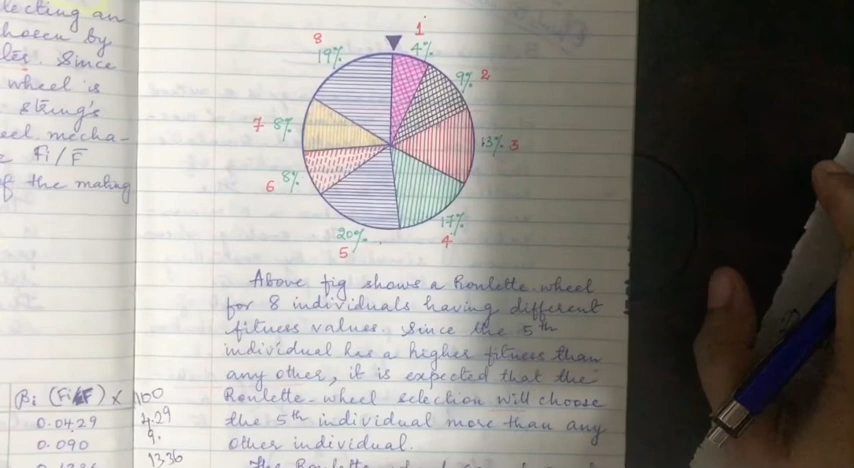 lecting an
hosen by
les. Since
wheel is
string's
eel mecha-
Fi/F̄
f the mating
1
4%
9% 2
13% 3
17%
4
20%
5
6 8%
7 8%
8
19%
Above fig shows a Roulette-wheel
for 8 individuals having different
fitness values. Since the 5th
individual has a higher fitness than
any other, it is expected that the
Roulette-wheel selection will choose
the 5th individual more than any
other individual.
The Roulette
Pi (Fi/F) × 100
0.0429 4.29
0.090 9.
13.36